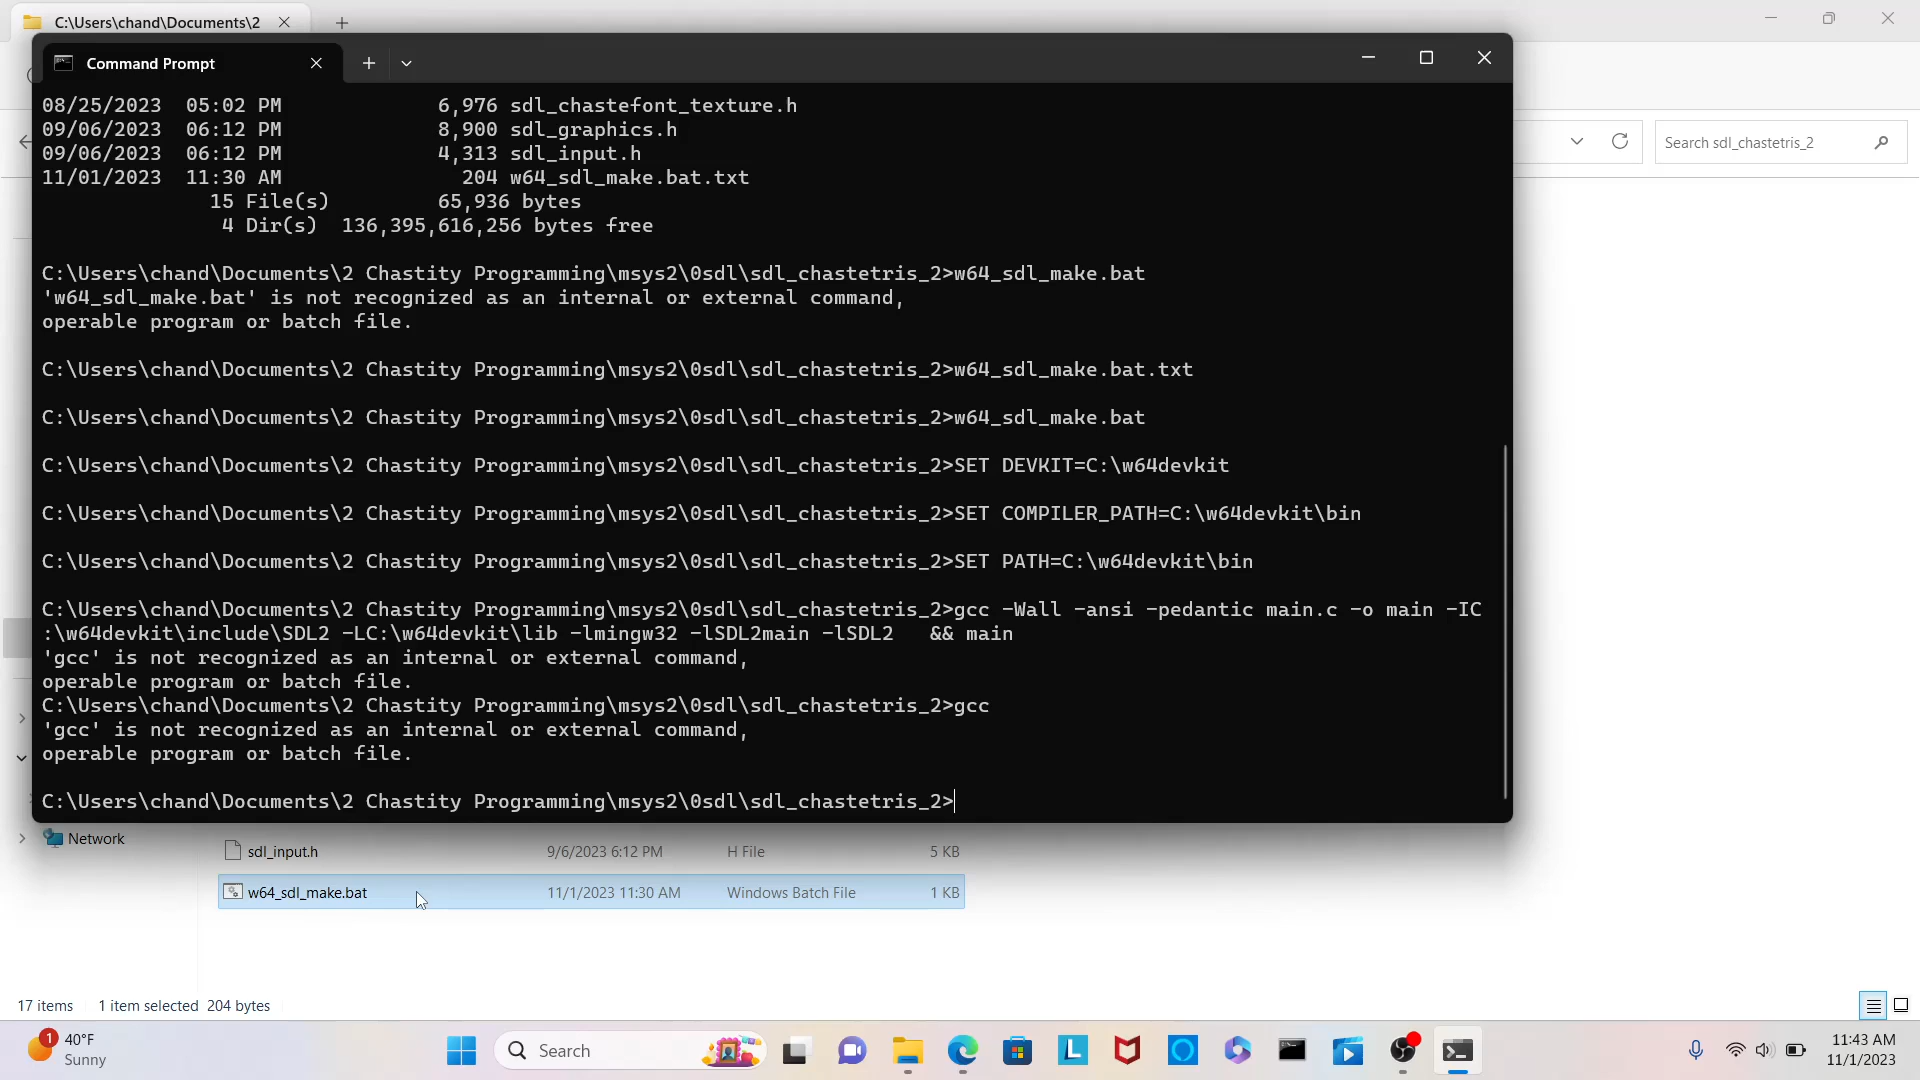 C:\Users\chand\Documents\2
Command Prompt
08/25/2023  05:02 PM             6,976 sdl_chastefont_texture.h
09/06/2023  06:12 PM             8,900 sdl_graphics.h
09/06/2023  06:12 PM             4,313 sdl_input.h
11/01/2023  11:30 AM               204 w64_sdl_make.bat.txt
15 File(s)         65,936 bytes
4 Dir(s)  136,395,616,256 bytes free
C:\Users\chand\Documents\2 Chastity Programming\msys2\0sdl\sdl_chastetris_2>w64_sdl_make.bat
'w64_sdl_make.bat' is not recognized as an internal or external command,
operable program or batch file.
C:\Users\chand\Documents\2 Chastity Programming\msys2\0sdl\sdl_chastetris_2>w64_sdl_make.bat.txt
C:\Users\chand\Documents\2 Chastity Programming\msys2\0sdl\sdl_chastetris_2>w64_sdl_make.bat
C:\Users\chand\Documents\2 Chastity Programming\msys2\0sdl\sdl_chastetris_2>SET DEVKIT=C:\w64devkit
C:\Users\chand\Documents\2 Chastity Programming\msys2\0sdl\sdl_chastetris_2>SET COMPILER_PATH=C:\w64devkit\bin
C:\Users\chand\Documents\2 Chastity Programming\msys2\0sdl\sdl_chastetris_2>SET PATH=C:\w64devkit\bin
C:\Users\chand\Documents\2 Chastity Programming\msys2\0sdl\sdl_chastetris_2>gcc -Wall -ansi -pedantic main.c -o main -IC
:\w64devkit\include\SDL2 -LC:\w64devkit\lib -lmingw32 -lSDL2main -lSDL2   && main
'gcc' is not recognized as an internal or external command,
operable program or batch file.
C:\Users\chand\Documents\2 Chastity Programming\msys2\0sdl\sdl_chastetris_2>gcc
'gcc' is not recognized as an internal or external command,
operable program or batch file.
C:\Users\chand\Documents\2 Chastity Programming\msys2\0sdl\sdl_chastetris_2>
Search sdl_chastetris_2
Network
sdl_input.h 9/6/2023 6:12 PM H File 5 KB
w64_sdl_make.bat 11/1/2023 11:30 AM Windows Batch File 1 KB
17 items 1 item selected 204 bytes
1
40°F
Sunny
Search
L
11:43 AM
11/1/2023